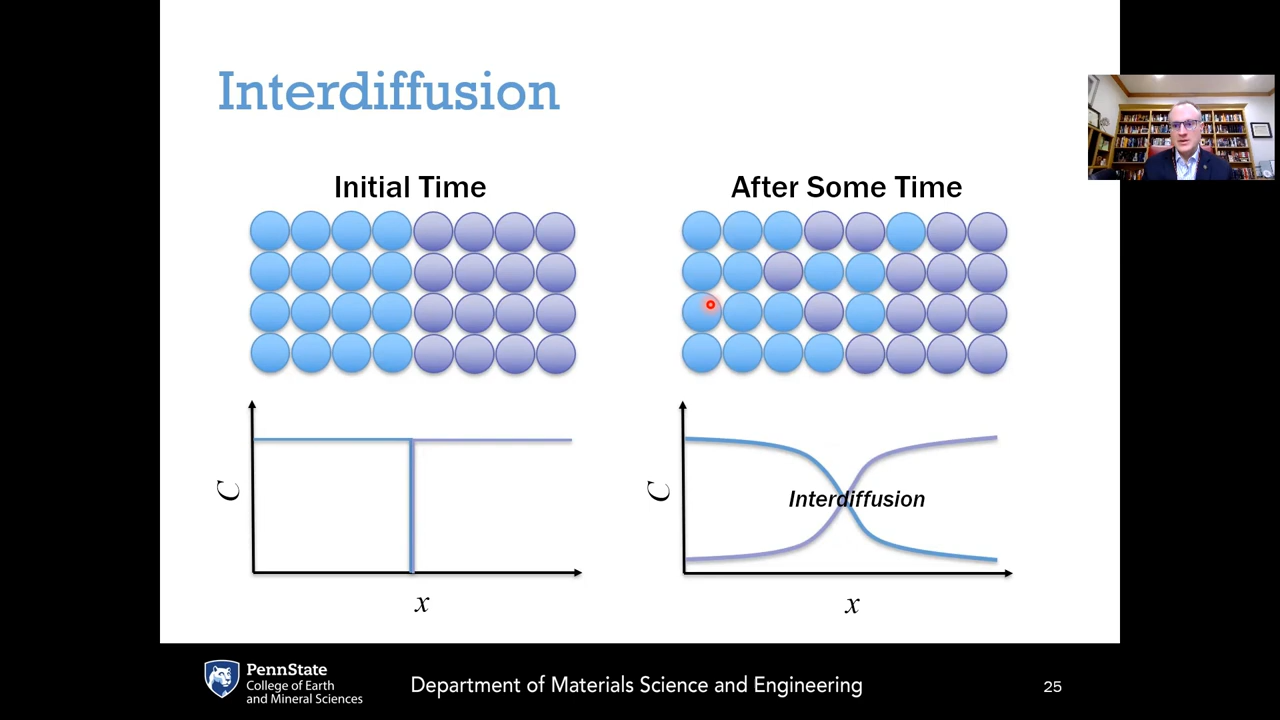 Interdiffusion
Initial Time
After Some Time
C
x
C
Interdiffusion
x
PennState
College of Earth
and Mineral Sciences
Department of Materials Science and Engineering
25